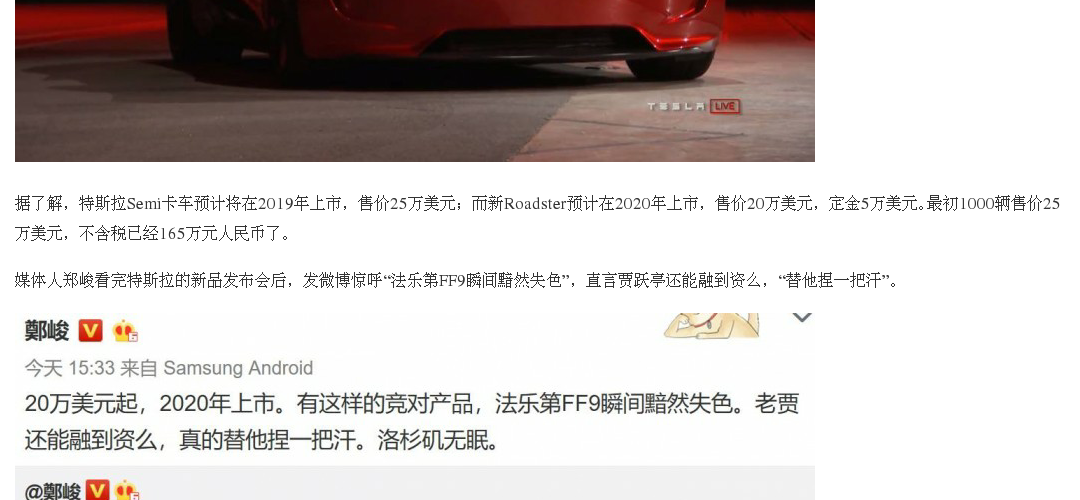 TESLA LIVE
据了解，特斯拉Semi卡车预计将在2019年上市，售价25万美元；而新Roadster预计在2020年上市，售价20万美元，定金5万美元。最初1000辆售价25
万美元，不含税已经165万元人民币了。
媒体人郑峻看完特斯拉的新品发布会后，发微博惊呼“法乐第FF9瞬间黯然失色”，直言贾跃亭还能融到资么，“替他捏一把汗”。
鄭峻 V
今天 15:33 来自 Samsung Android
20万美元起，2020年上市。有这样的竞对产品，法乐第FF9瞬间黯然失色。老贾
还能融到资么，真的替他捏一把汗。洛杉矶无眠。
@鄭峻 V